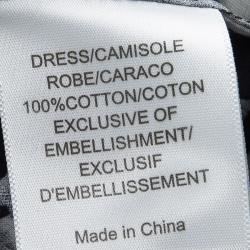 DRESS/CAMISOLE
ROBE/CARACO
100%COTTON/COTON
EXCLUSIVE OF
EMBELLISHMENT/
EXCLUSIF
D'EMBELLISSEMENT
Made in China